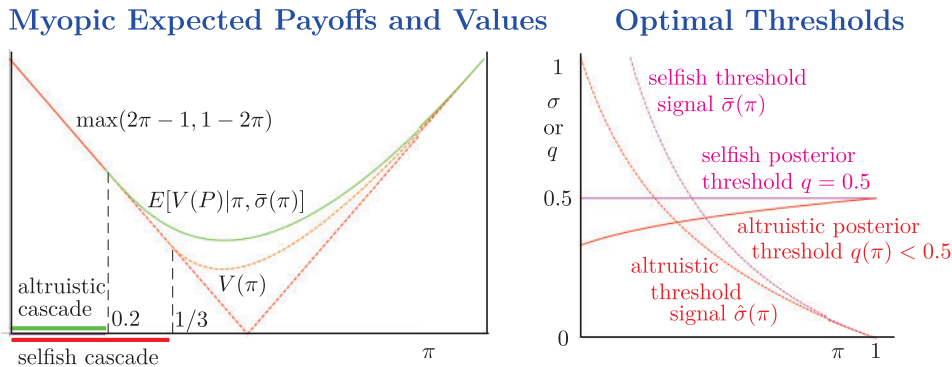 Myopic Expected Payoffs and Values
max(2π − 1, 1 − 2π)
E[V(P)|π, σ̄(π)]
V(π)
altruistic
cascade
0.2
1/3
selfish cascade
π
Optimal Thresholds
1
σ
or
q
0.5
0
selfish threshold
signal σ̄(π)
selfish posterior
threshold q = 0.5
altruistic posterior
threshold q(π) < 0.5
altruistic
threshold
signal σ̂(π)
π
1